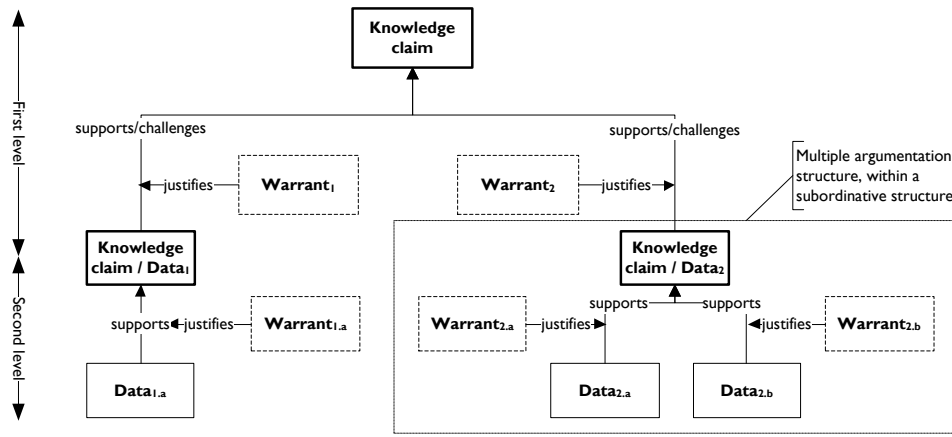 Knowledge
claim
First level
supports/challenges
supports/challenges
justifies
Warrant₁
Warrant₂
justifies
Multiple argumentation
structure, within a
subordinative structure
Knowledge
claim / Data₁
Knowledge
claim / Data₂
Second level
supports
justifies
Warrant₁.ₐ
supports
supports
Warrant₂.ₐ
justifies
justifies
Warrant2.b
Data₁.ₐ
Data₂.ₐ
Data2.b